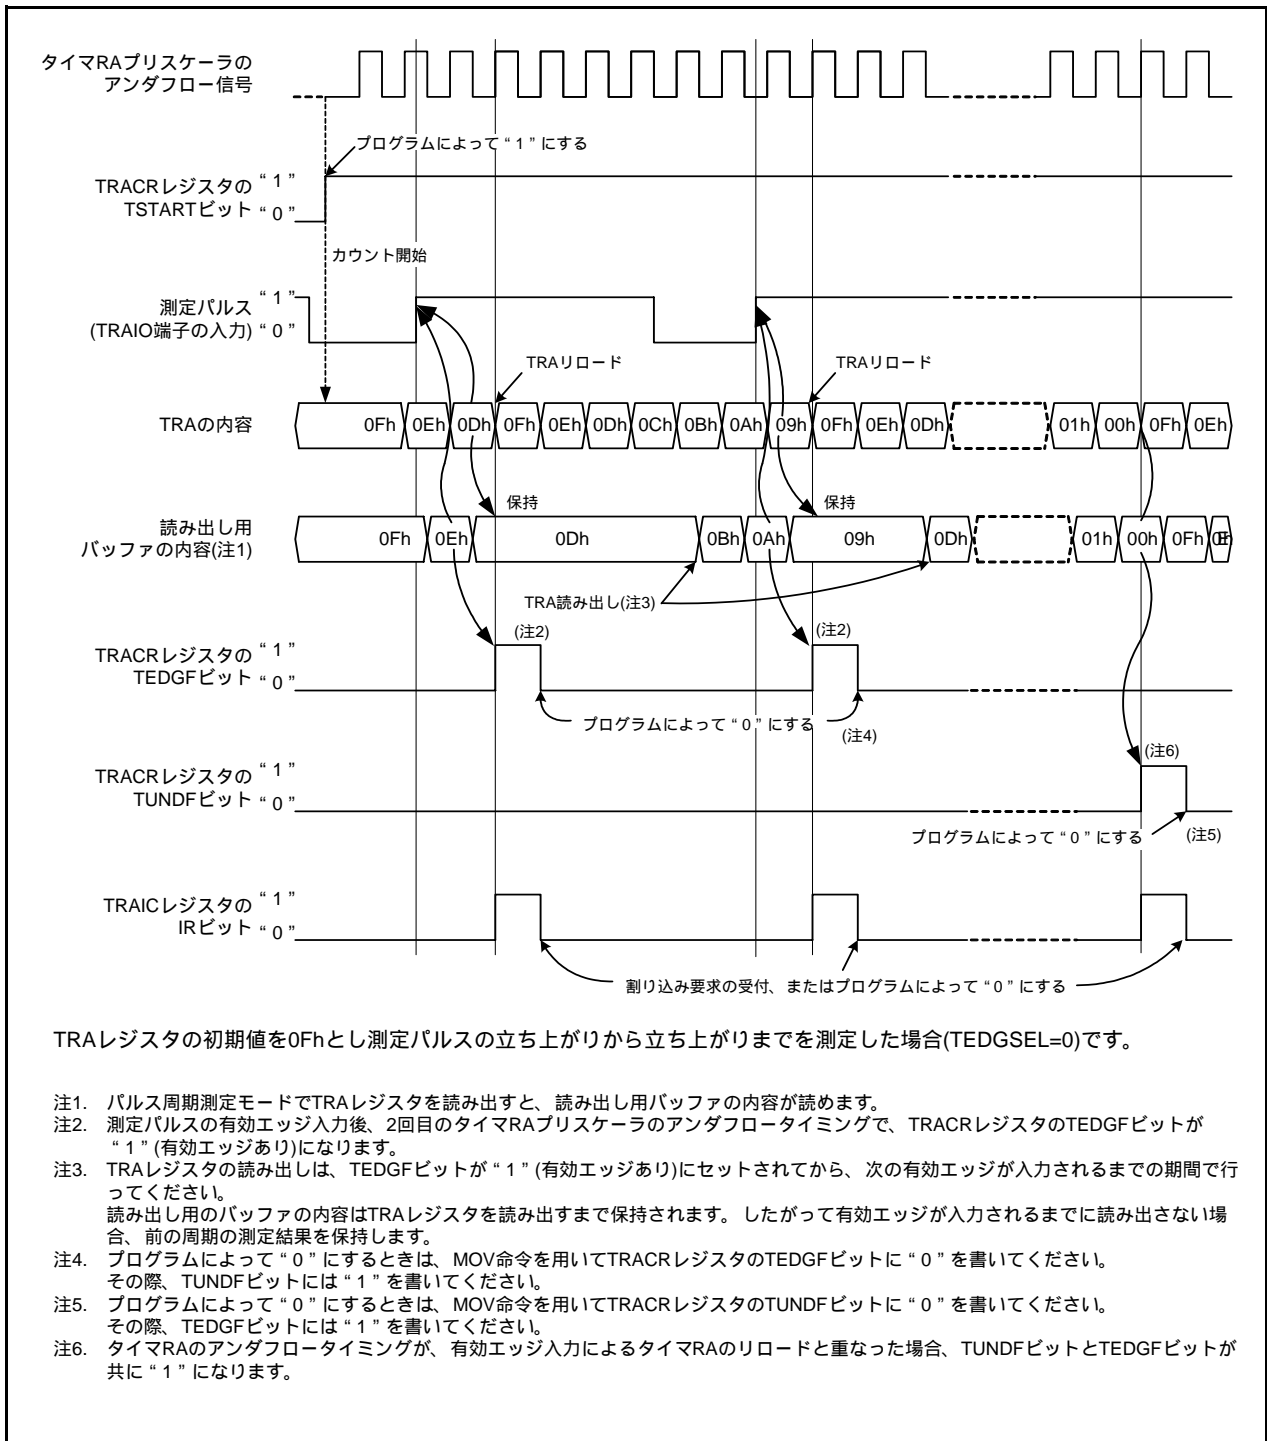 タイマRAプリスケーラの
アンダフロー信号
プログラムによって“1”にする
TRACRレジスタの “1”
TSTARTビット “0”
カウント開始
測定パルス “1”
(TRAIO端子の入力) “0”
TRAリロード TRAリロード
TRAの内容 0Fh 0Eh 0Dh 0Fh 0Eh 0Dh 0Ch 0Bh 0Ah 09h 0Fh 0Eh 0Dh 01h 00h 0Fh 0Eh
保持 保持
読み出し用
バッファの内容(注1) 0Fh 0Eh 0Dh 0Bh 0Ah 09h 0Dh 01h 00h 0Fh
TRA読み出し(注3)
(注2) (注2)
TRACRレジスタの “1”
TEDGFビット “0”
プログラムによって“0”にする (注4)
(注6)
TRACRレジスタの “1”
TUNDFビット “0”
プログラムによって“0”にする (注5)
TRAICレジスタの “1”
IRビット “0”
割り込み要求の受付、またはプログラムによって“0”にする
TRAレジスタの初期値を0Fhとし測定パルスの立ち上がりから立ち上がりまでを測定した場合(TEDGSEL=0)です。
注1. パルス周期測定モードでTRAレジスタを読み出すと、読み出し用バッファの内容が読めます。
注2. 測定パルスの有効エッジ入力後、2回目のタイマRAプリスケーラのアンダフロータイミングで、TRACRレジスタのTEDGFビットが
“1”(有効エッジあり)になります。
注3. TRAレジスタの読み出しは、TEDGFビットが“1”(有効エッジあり)にセットされてから、次の有効エッジが入力されるまでの期間で行
ってください。
読み出し用のバッファの内容はTRAレジスタを読み出すまで保持されます。したがって有効エッジが入力されるまでに読み出さない場
合、前の周期の測定結果を保持します。
注4. プログラムによって“0”にするときは、MOV命令を用いてTRACRレジスタのTEDGFビットに“0”を書いてください。
その際、TUNDFビットには“1”を書いてください。
注5. プログラムによって“0”にするときは、MOV命令を用いてTRACRレジスタのTUNDFビットに“0”を書いてください。
その際、TEDGFビットには“1”を書いてください。
注6. タイマRAのアンダフロータイミングが、有効エッジ入力によるタイマRAのリロードと重なった場合、TUNDFビットとTEDGFビットが
共に“1”になります。